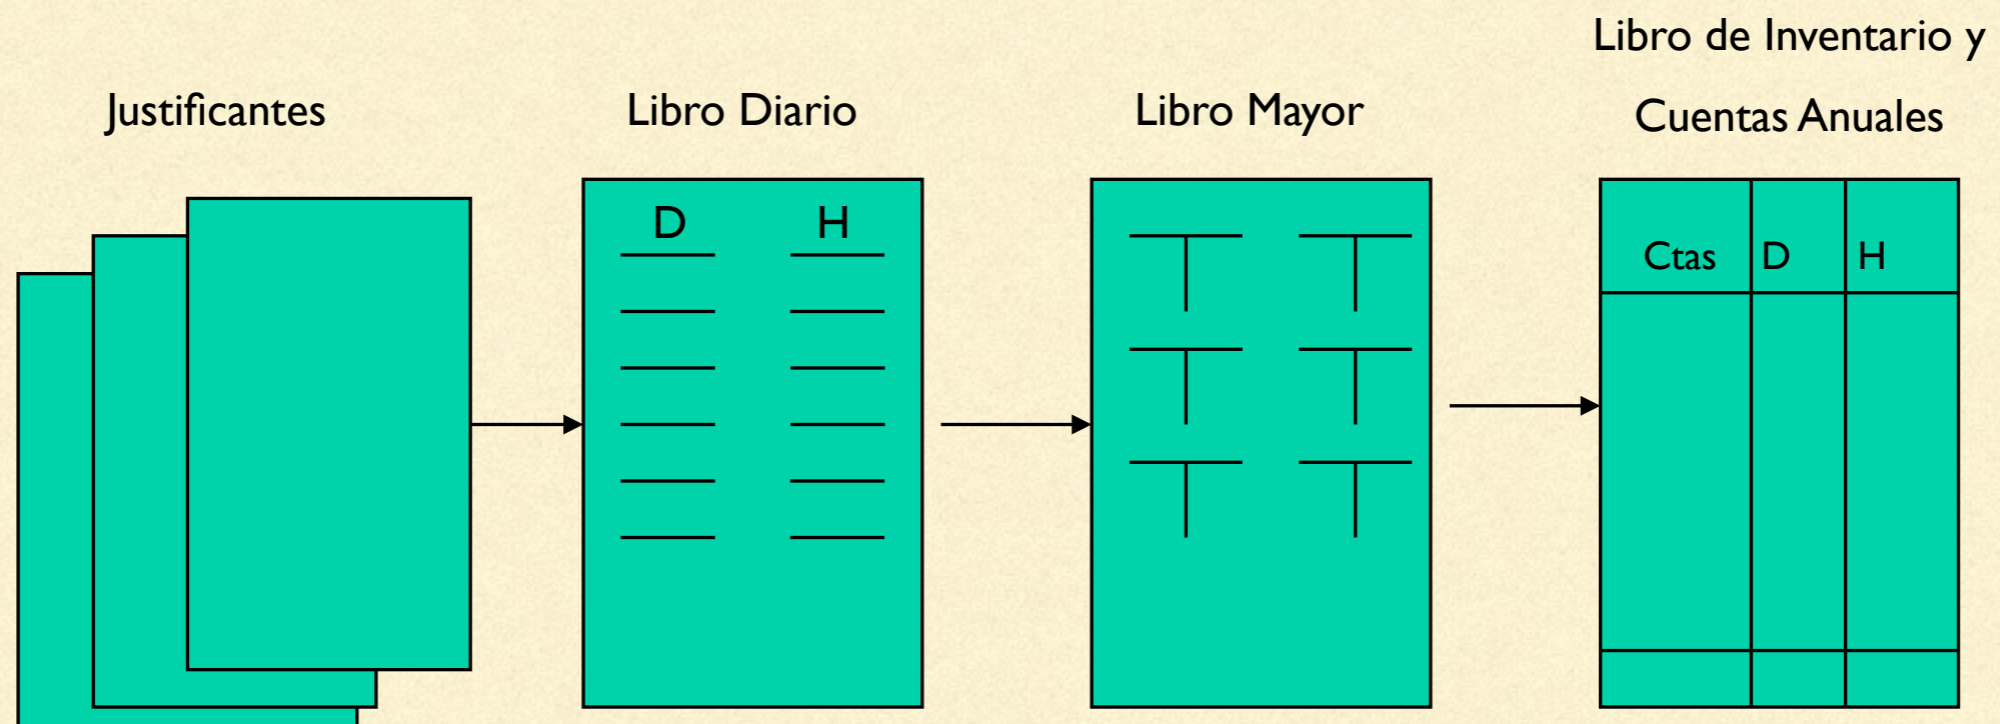 Justificantes
Libro Diario
Libro Mayor
Libro de Inventario y
Cuentas Anuales
D H
Ctas D H